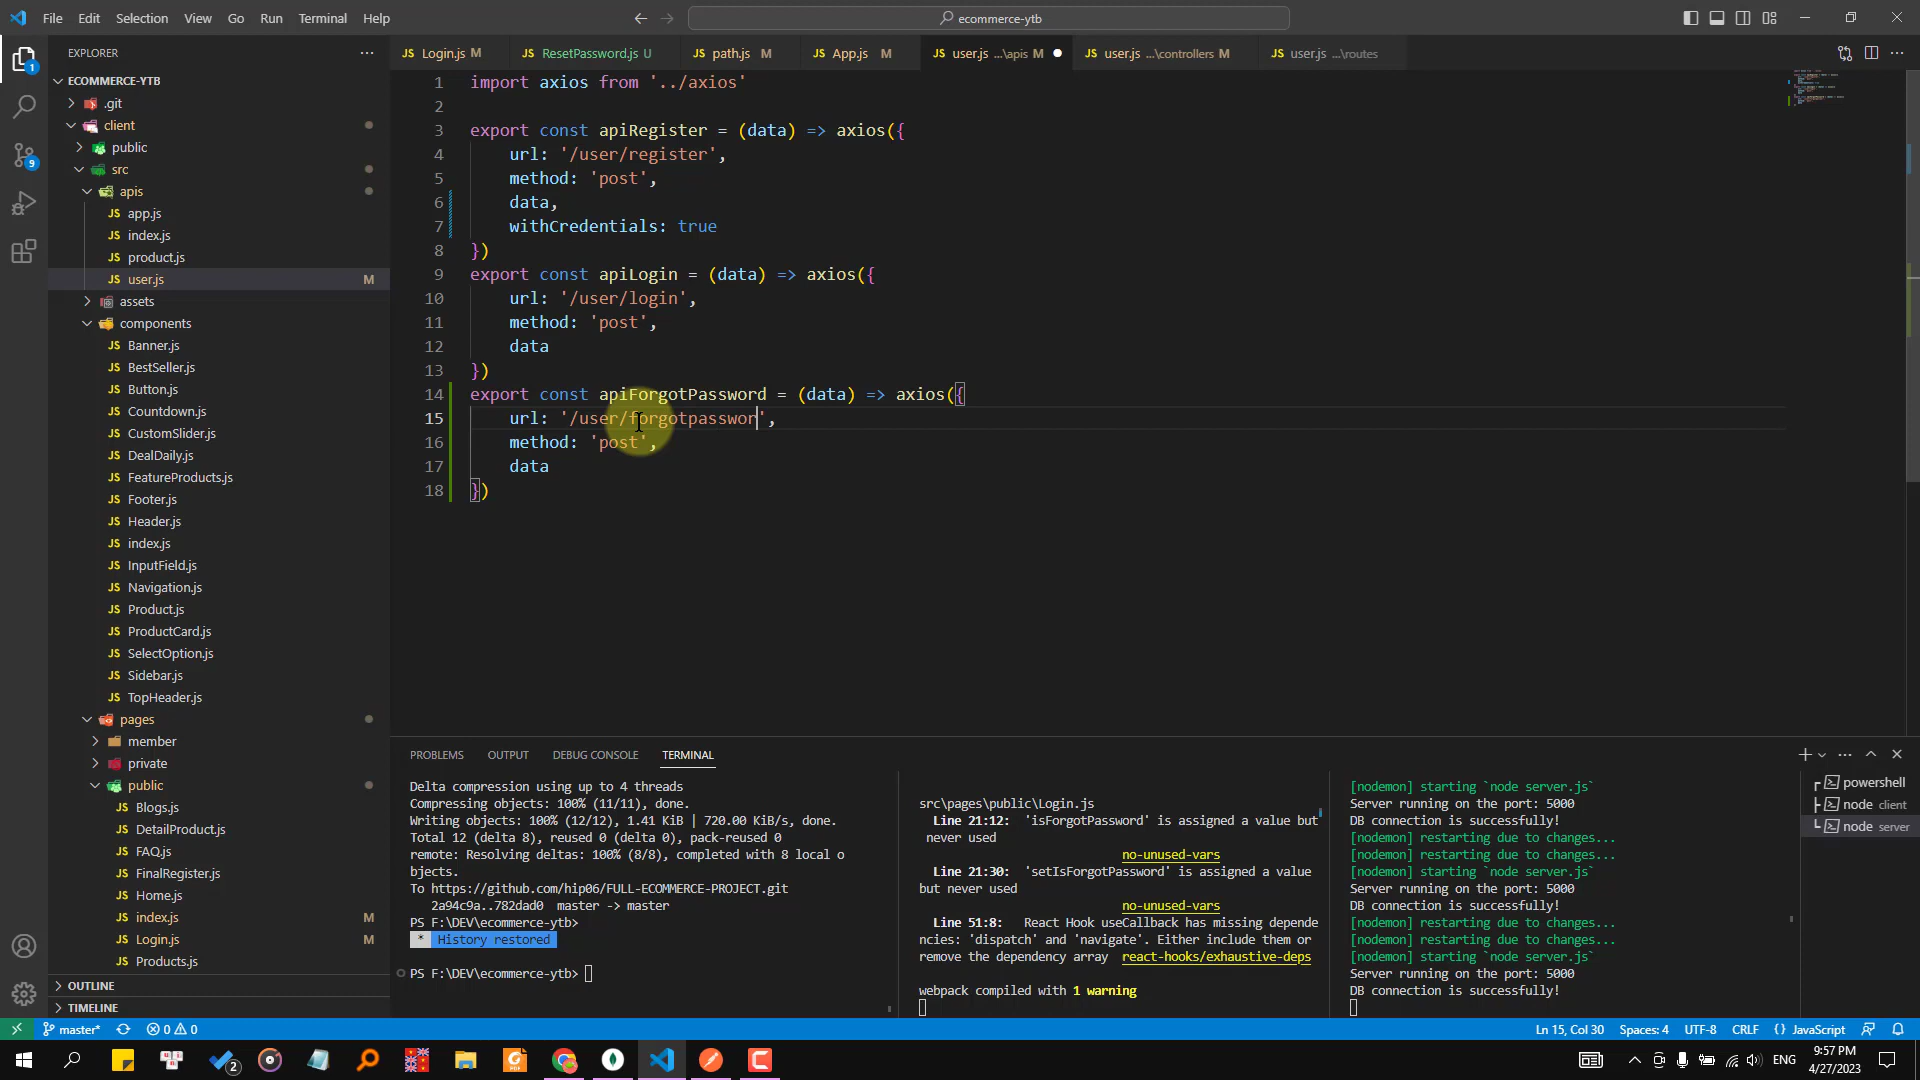 File Edit Selection View Go Run Terminal Help
ecommerce-ytb
EXPLORER
ECOMMERCE-YTB
.git
client
public
src
apis
app.js
index.js
product.js
user.js M
assets
components
Banner.js
BestSeller.js
Button.js
Countdown.js
CustomSlider.js
DealDaily.js
FeatureProducts.js
Footer.js
Header.js
index.js
InputField.js
Navigation.js
Product.js
ProductCard.js
SelectOption.js
Sidebar.js
TopHeader.js
pages
member
private
public
Blogs.js
DetailProduct.js
FAQ.js
FinalRegister.js
Home.js
index.js M
Login.js M
Products.js
OUTLINE
TIMELINE
1
9
JS Login.js M JS ResetPassword.js U JS path.js M JS App.js M JS user.js ...\apis M JS user.js ...\controllers M JS user.js ...\routes
1 import axios from '../axios'
2
3 export const apiRegister = (data) => axios({
4 url: '/user/register',
5 method: 'post',
6 data,
7 withCredentials: true
8 })
9 export const apiLogin = (data) => axios({
10 url: '/user/login',
11 method: 'post',
12 data
13 })
14 export const apiForgotPassword = (data) => axios({
15 url: '/user/forgotpasswor',
16 method: 'post',
17 data
18 })
PROBLEMS OUTPUT DEBUG CONSOLE TERMINAL
Delta compression using up to 4 threads
Compressing objects: 100% (11/11), done.
Writing objects: 100% (12/12), 1.41 KiB | 720.00 KiB/s, done.
Total 12 (delta 8), reused 0 (delta 0), pack-reused 0
remote: Resolving deltas: 100% (8/8), completed with 8 local o
bjects.
To https://github.com/hip06/FULL-ECOMMERCE-PROJECT.git
2a94c9a..782dad0 master -> master
PS F:\DEV\ecommerce-ytb>
* History restored
PS F:\DEV\ecommerce-ytb>
src\pages\public\Login.js
Line 21:12: 'isForgotPassword' is assigned a value but
never used
no-unused-vars
Line 21:30: 'setIsForgotPassword' is assigned a value
but never used
no-unused-vars
Line 51:8: React Hook useCallback has missing depende
ncies: 'dispatch' and 'navigate'. Either include them or
remove the dependency array react-hooks/exhaustive-deps
webpack compiled with 1 warning
[nodemon] starting `node server.js`
Server running on the port: 5000
DB connection is successfully!
[nodemon] restarting due to changes...
[nodemon] restarting due to changes...
[nodemon] starting `node server.js`
Server running on the port: 5000
DB connection is successfully!
[nodemon] restarting due to changes...
[nodemon] restarting due to changes...
[nodemon] starting `node server.js`
Server running on the port: 5000
DB connection is successfully!
powershell
node client
node server
master* 0 0
Ln 15, Col 30 Spaces: 4 UTF-8 CRLF {} JavaScript
2
ENG
9:57 PM
4/27/2023